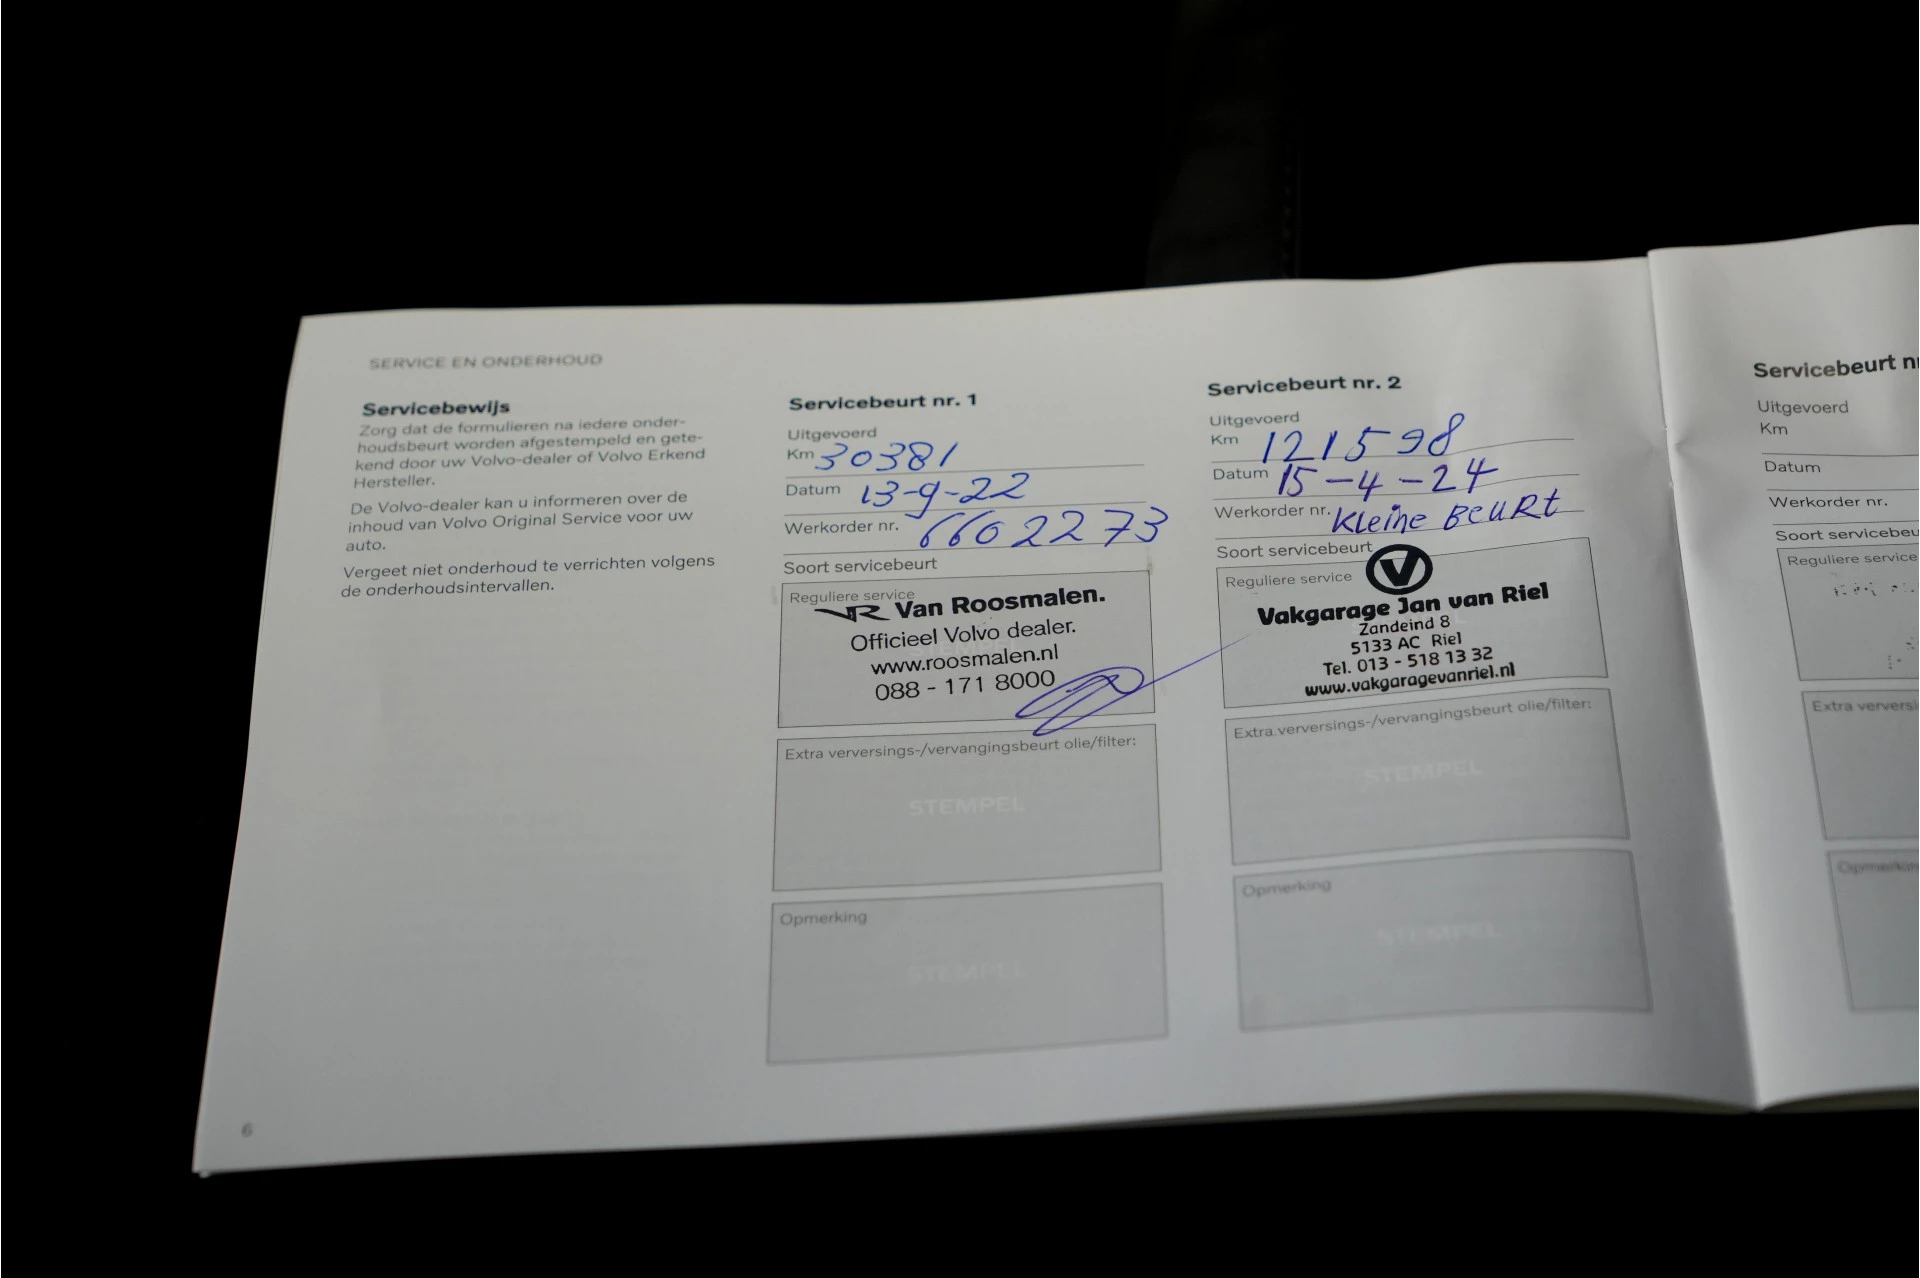 SERVICE EN ONDERHOUD
Servicebewijs
Zorg dat de formulieren na iedere onder-
houdsbeurt worden afgestempeld en gete-
kend door uw Volvo-dealer of Volvo Erkend
Hersteller.
De Volvo-dealer kan u informeren over de
inhoud van Volvo Original Service voor uw
auto.
Vergeet niet onderhoud te verrichten volgens
de onderhoudsintervallen.
6
Servicebeurt nr. 1
Uitgevoerd
Km 30381
Datum 13-9-22
Werkorder nr. 6602273
Soort servicebeurt
Reguliere service
VR Van Roosmalen.
Officieel Volvo dealer.
www.roosmalen.nl
088 - 171 8000
Extra verversings-/vervangingsbeurt olie/filter:
STEMPEL
Opmerking
STEMPEL
Servicebeurt nr. 2
Uitgevoerd
Km 121598
Datum 15-4-24
Werkorder nr. Kleine BeuRt
Soort servicebeurt
Reguliere service
V
Vakgarage Jan van Riel
Zandeind 8
5133 AC Riel
Tel. 013 - 518 13 32
www.vakgaragevanriel.nl
Extra verversings-/vervangingsbeurt olie/filter:
STEMPEL
Opmerking
STEMPEL
Servicebeurt n
Uitgevoerd
Km
Datum
Werkorder nr.
Soort servicebeu
Reguliere service
Extra versersi
Opmerkin